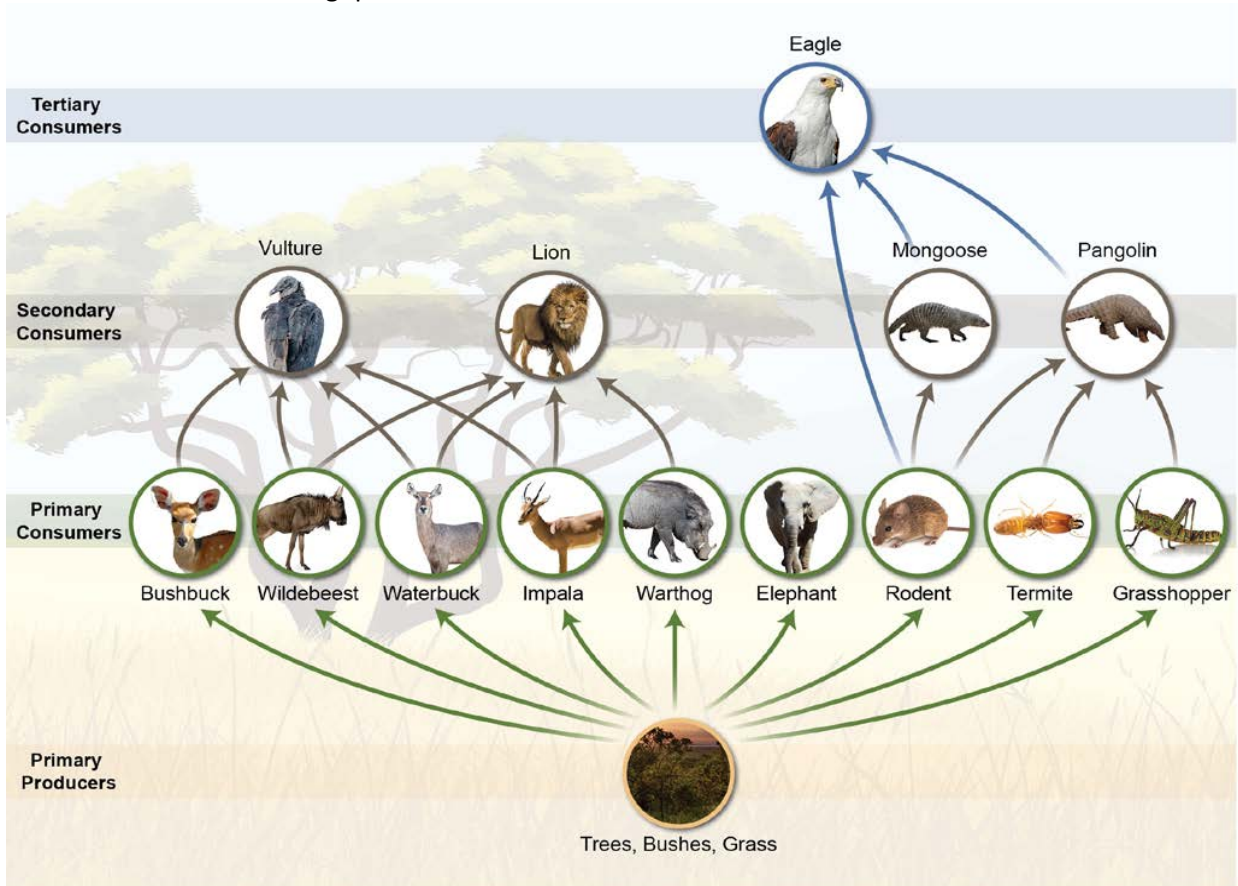 Eagle
Tertiary
Consumers
Vulture
Lion
Mongoose
Pangolin
Secondary
Consumers
Primary
Consumers
Bushbuck
Wildebeest
Waterbuck
Impala
Warthog
Elephant
Rodent
Termite
Grasshopper
Primary
Producers
Trees, Bushes, Grass